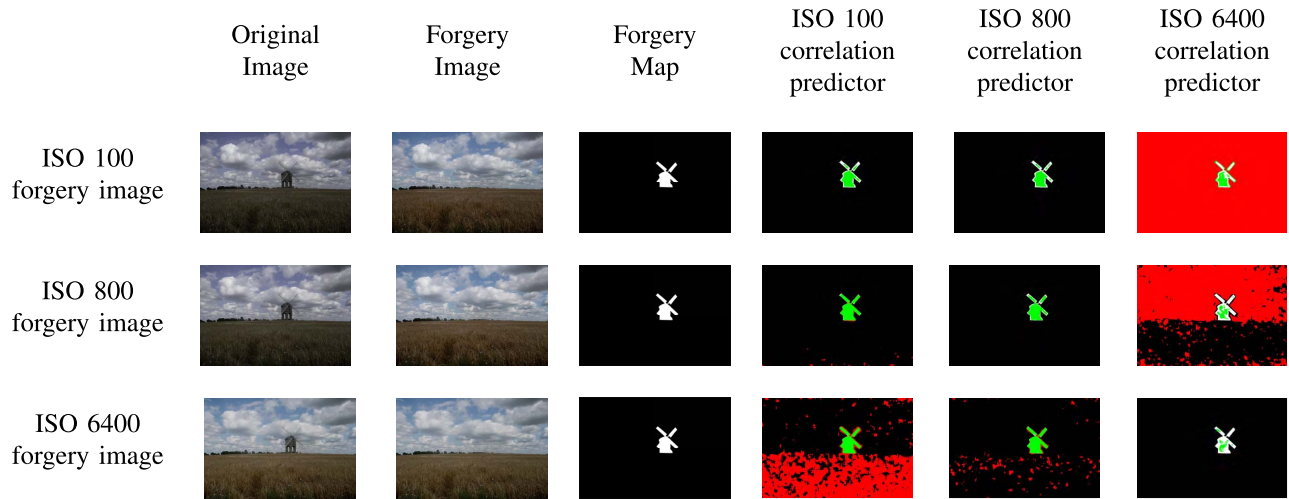 Original
Image
Forgery
Image
Forgery
Map
ISO 100
correlation
predictor
ISO 800
correlation
predictor
ISO 6400
correlation
predictor
ISO 100
forgery image
ISO 800
forgery image
ISO 6400
forgery image